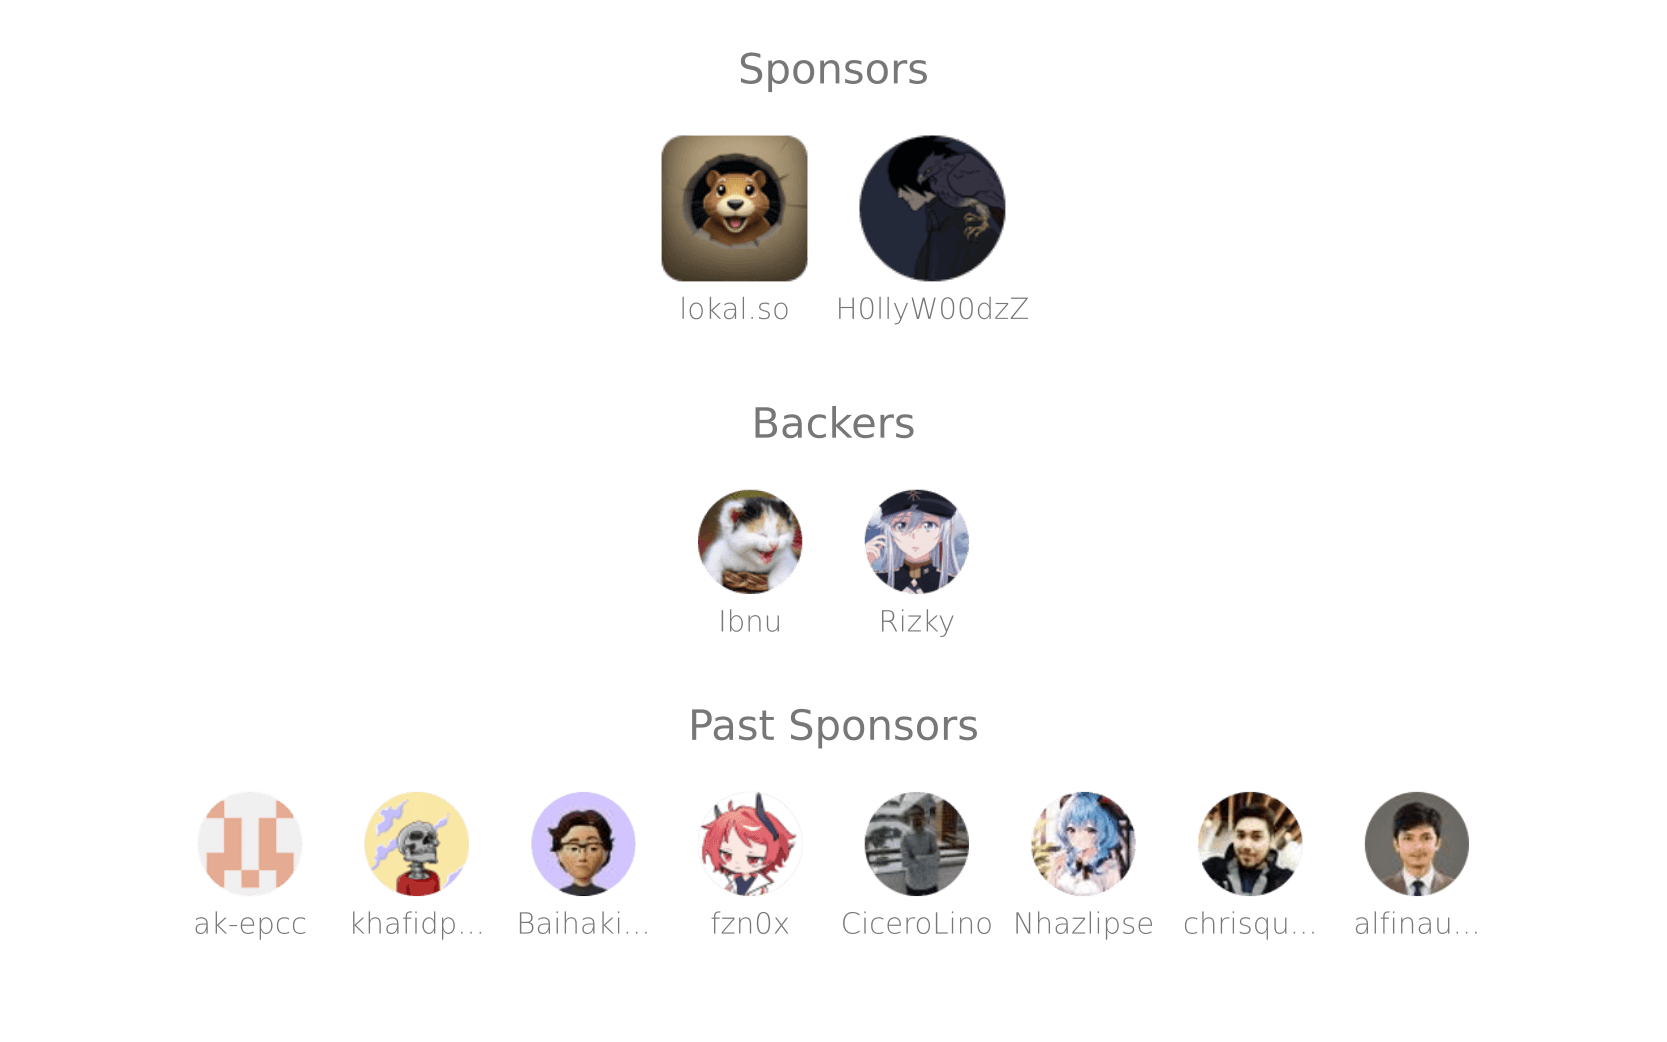 Sponsors
lokal.so H0llyW00dzZ
Backers
Ibnu Rizky
Past Sponsors
ak-epcc khafidp... Baihaki... fzn0x CiceroLino Nhazlipse chrisqu... alfinau...